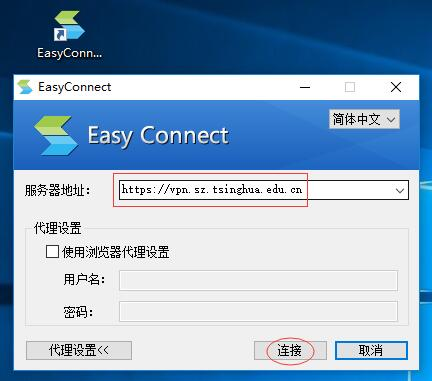 EasyConn...
EasyConnect
Easy Connect
简体中文
服务器地址：
https://vpn.sz.tsinghua.edu.cn
代理设置
使用浏览器代理设置
用户名：
密码：
代理设置<<
连接
取消